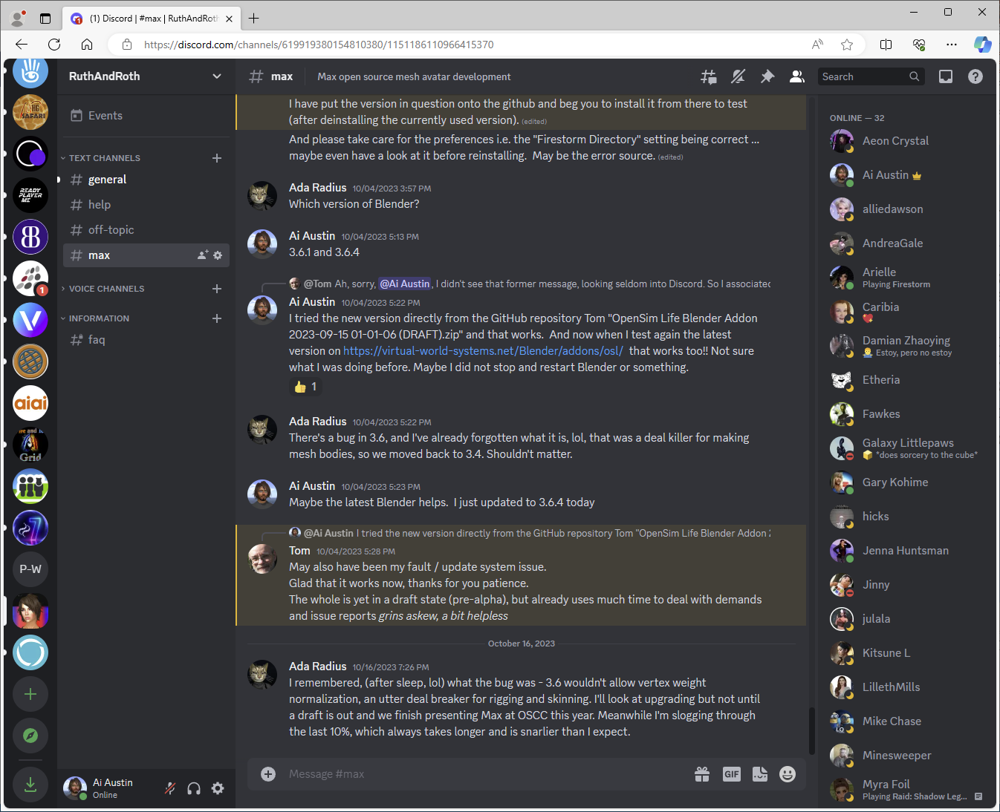 (1) Discord | #max | RuthAndRoth
https://discord.com/channels/619919380154810380/1151186110966415370
RuthAndRoth
max
Max open source mesh avatar development
Search
Events
TEXT CHANNELS
general
help
off-topic
max
VOICE CHANNELS
INFORMATION
faq
HG
SAFARI
READY
PLAYER
ME
1
aiai
Grid
P-W
I have put the version in question onto the github and beg you to install it from there to test
(after deinstalling the currently used version). (edited)
And please take care for the preferences i.e. the "Firestorm Directory" setting being correct ...
maybe even have a look at it before reinstalling. May be the error source. (edited)
Ada Radius 10/04/2023 3:57 PM
Which version of Blender?
Ai Austin 10/04/2023 5:13 PM
3.6.1 and 3.6.4
@Tom Ah, sorry, @Ai Austin, I didn't see that former message, looking seldom into Discord. So I associated
Ai Austin 10/04/2023 5:22 PM
I tried the new version directly from the GitHub repository Tom "OpenSim Life Blender Addon
2023-09-15 01-01-06 (DRAFT).zip" and that works. And now when I test again the latest
version on https://virtual-world-systems.net/Blender/addons/osl/ that works too!! Not sure
what I was doing before. Maybe I did not stop and restart Blender or something.
1
Ada Radius 10/04/2023 5:22 PM
There's a bug in 3.6, and I've already forgotten what it is, lol, that was a deal killer for making
mesh bodies, so we moved back to 3.4. Shouldn't matter.
Ai Austin 10/04/2023 5:23 PM
Maybe the latest Blender helps. I just updated to 3.6.4 today
@Ai Austin I tried the new version directly from the GitHub repository Tom "OpenSim Life Blender Addon
Tom 10/04/2023 5:28 PM
May also have been my fault / update system issue.
Glad that it works now, thanks for you patience.
The whole is yet in a draft state (pre-alpha), but already uses much time to deal with demands
and issue reports grins askew, a bit helpless
October 16, 2023
Ada Radius 10/16/2023 7:26 PM
I remembered, (after sleep, lol) what the bug was - 3.6 wouldn't allow vertex weight
normalization, an utter deal breaker for rigging and skinning. I'll look at upgrading but not until
a draft is out and we finish presenting Max at OSCC this year. Meanwhile I'm slogging through
the last 10%, which always takes longer and is snarlier than I expect.
Message #max
GIF
Ai Austin
Online
ONLINE — 32
Aeon Crystal
Ai Austin
alliedawson
AndreaGale
Arielle
Playing Firestorm
Caribia
Damian Zhaoying
Estoy, pero no estoy
Etheria
Fawkes
Galaxy Littlepaws
*does sorcery to the cube*
Gary Kohime
hicks
Jenna Huntsman
Jinny
julala
Kitsune L
LillethMills
Mike Chase
Minesweeper
Myra Foil
Playing Raid: Shadow Leg...